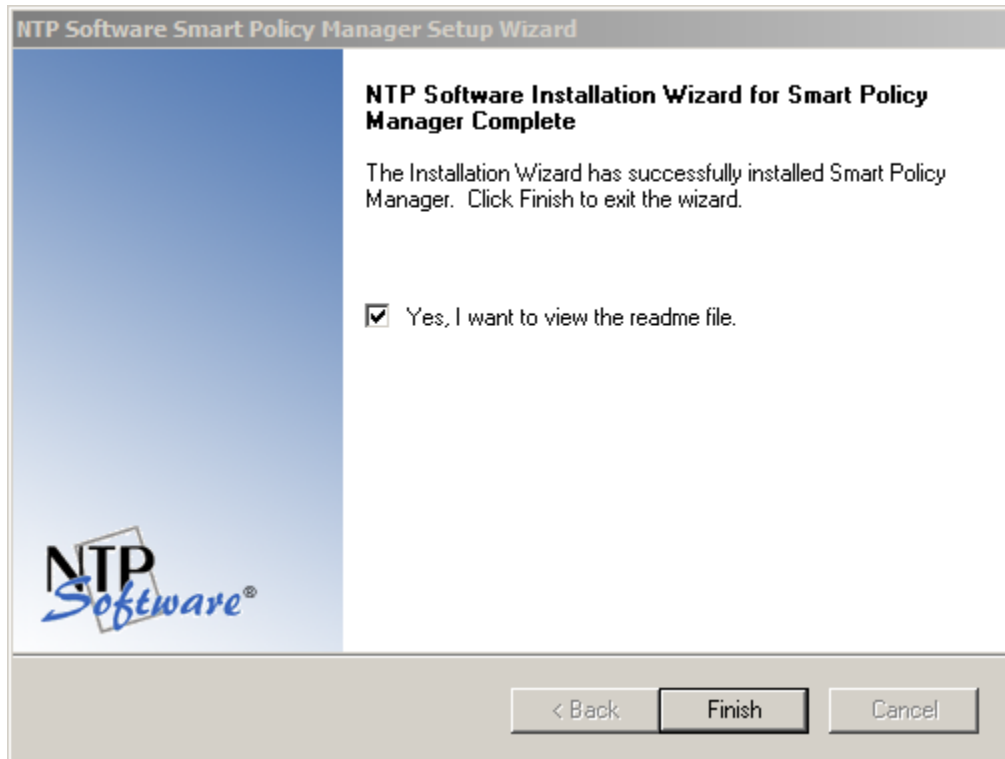 NTP Software Smart Policy Manager Setup Wizard
NTP Software Installation Wizard for Smart Policy
Manager Complete
The Installation Wizard has successfully installed Smart Policy
Manager.  Click Finish to exit the wizard.
Yes, I want to view the readme file.
NTP
Software®
< Back
Finish
Cancel